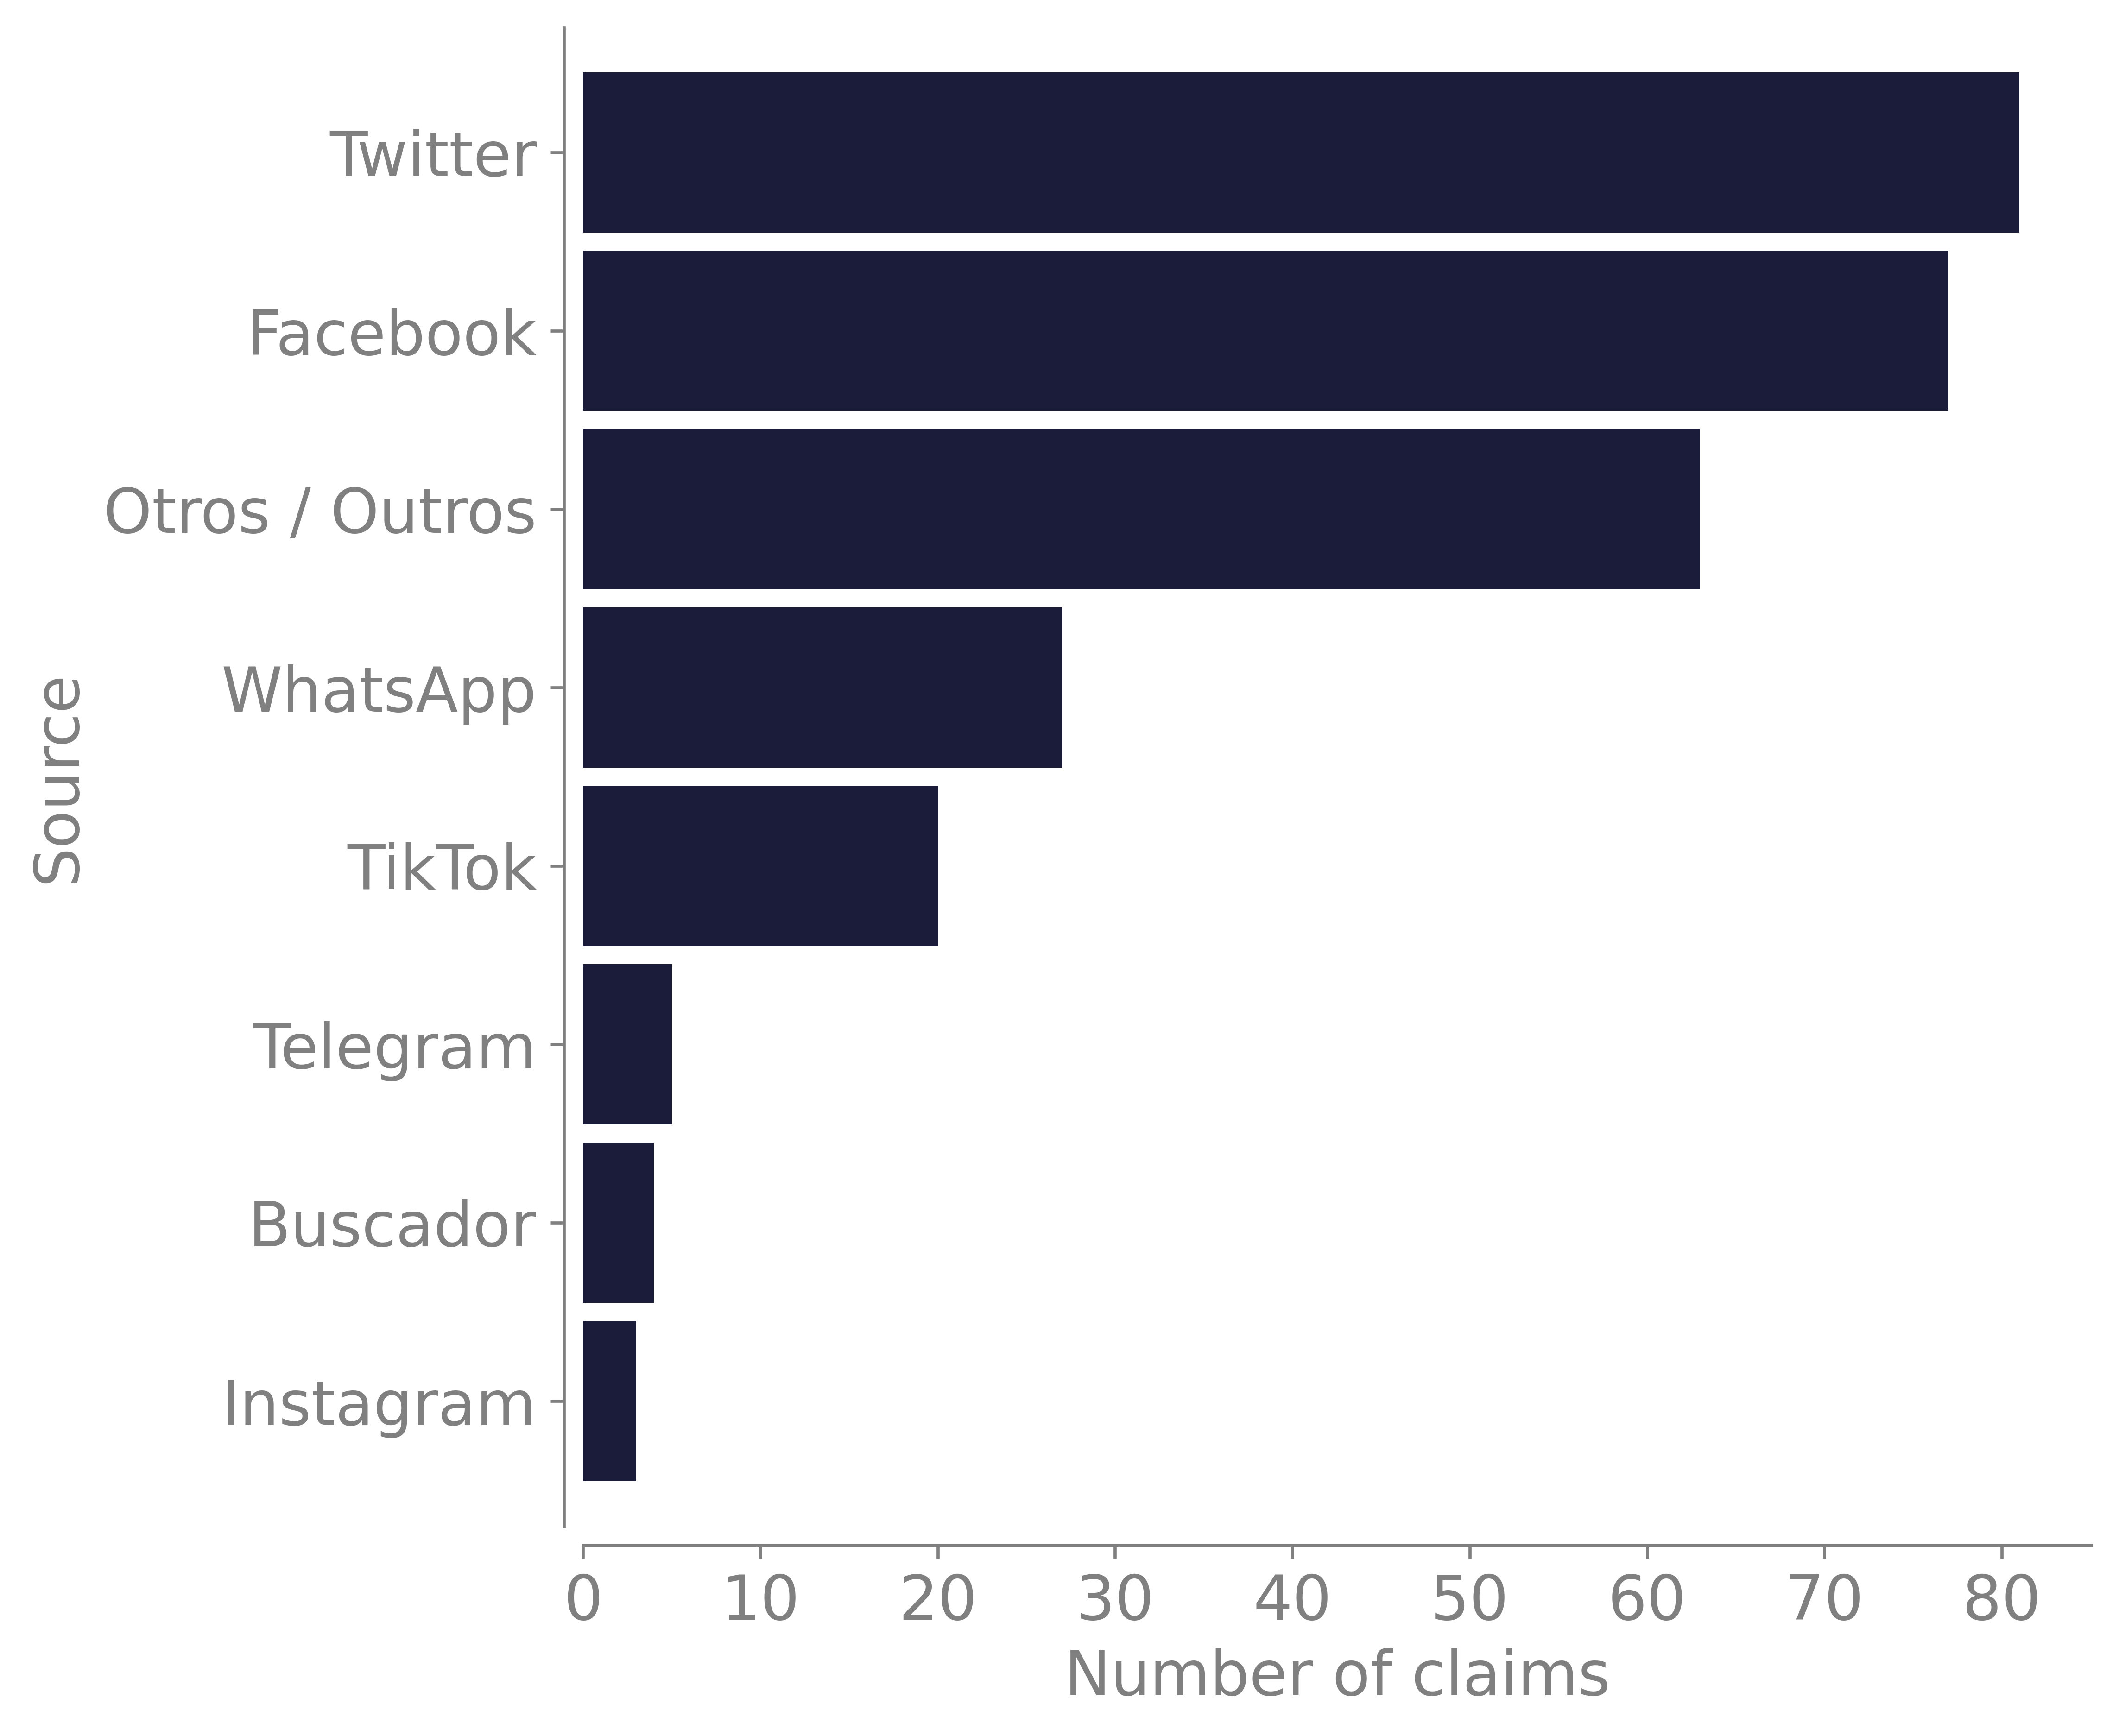 Twitter
Facebook
Otros / Outros
WhatsApp
TikTok
Telegram
Buscador
Instagram
Source
0 10 20 30 40 50 60 70 80
Number of claims